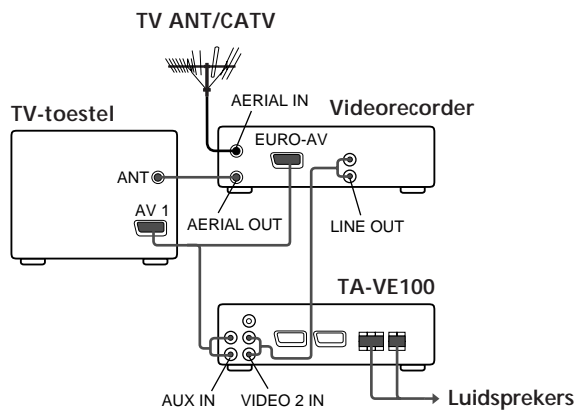 TV ANT/CATV
AERIAL IN
Videorecorder
TV-toestel
EURO-AV
ANT
AV 1
AERIAL OUT
LINE OUT
TA-VE100
AUX IN
VIDEO 2 IN
Luidsprekers